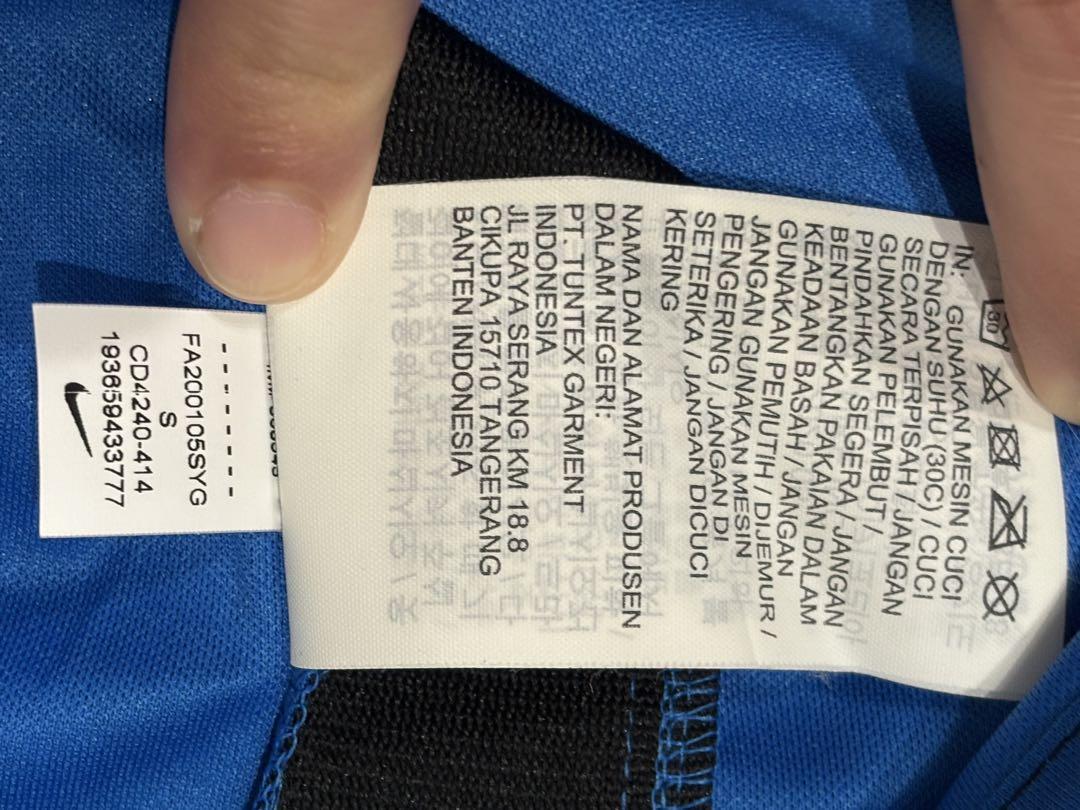 IN: GUNAKAN MESIN CUCI
DENGAN SUHU (30C) / CUCI
SECARA TERPISAH / JANGAN
GUNAKAN PELEMBUT /
PINDAHKAN SEGERA / JANGAN
BENTANGKAN PAKAIAN DALAM
KEADAAN BASAH / JANGAN
GUNAKAN PEMUTIH / DIJEMUR /
JANGAN GUNAKAN MESIN
PENGERING / JANGAN DI
SETERIKA / JANGAN DICUCI
KERING
NAMA DAN ALAMAT PRODUSEN
DALAM NEGERI:
PT. TUNTEX GARMENT
INDONESIA
JL RAYA SERANG KM 18.8
CIKUPA 15710 TANGERANG
BANTEN INDONESIA
30
-------
FA200105SYG
S
CD4240-414
193659433777